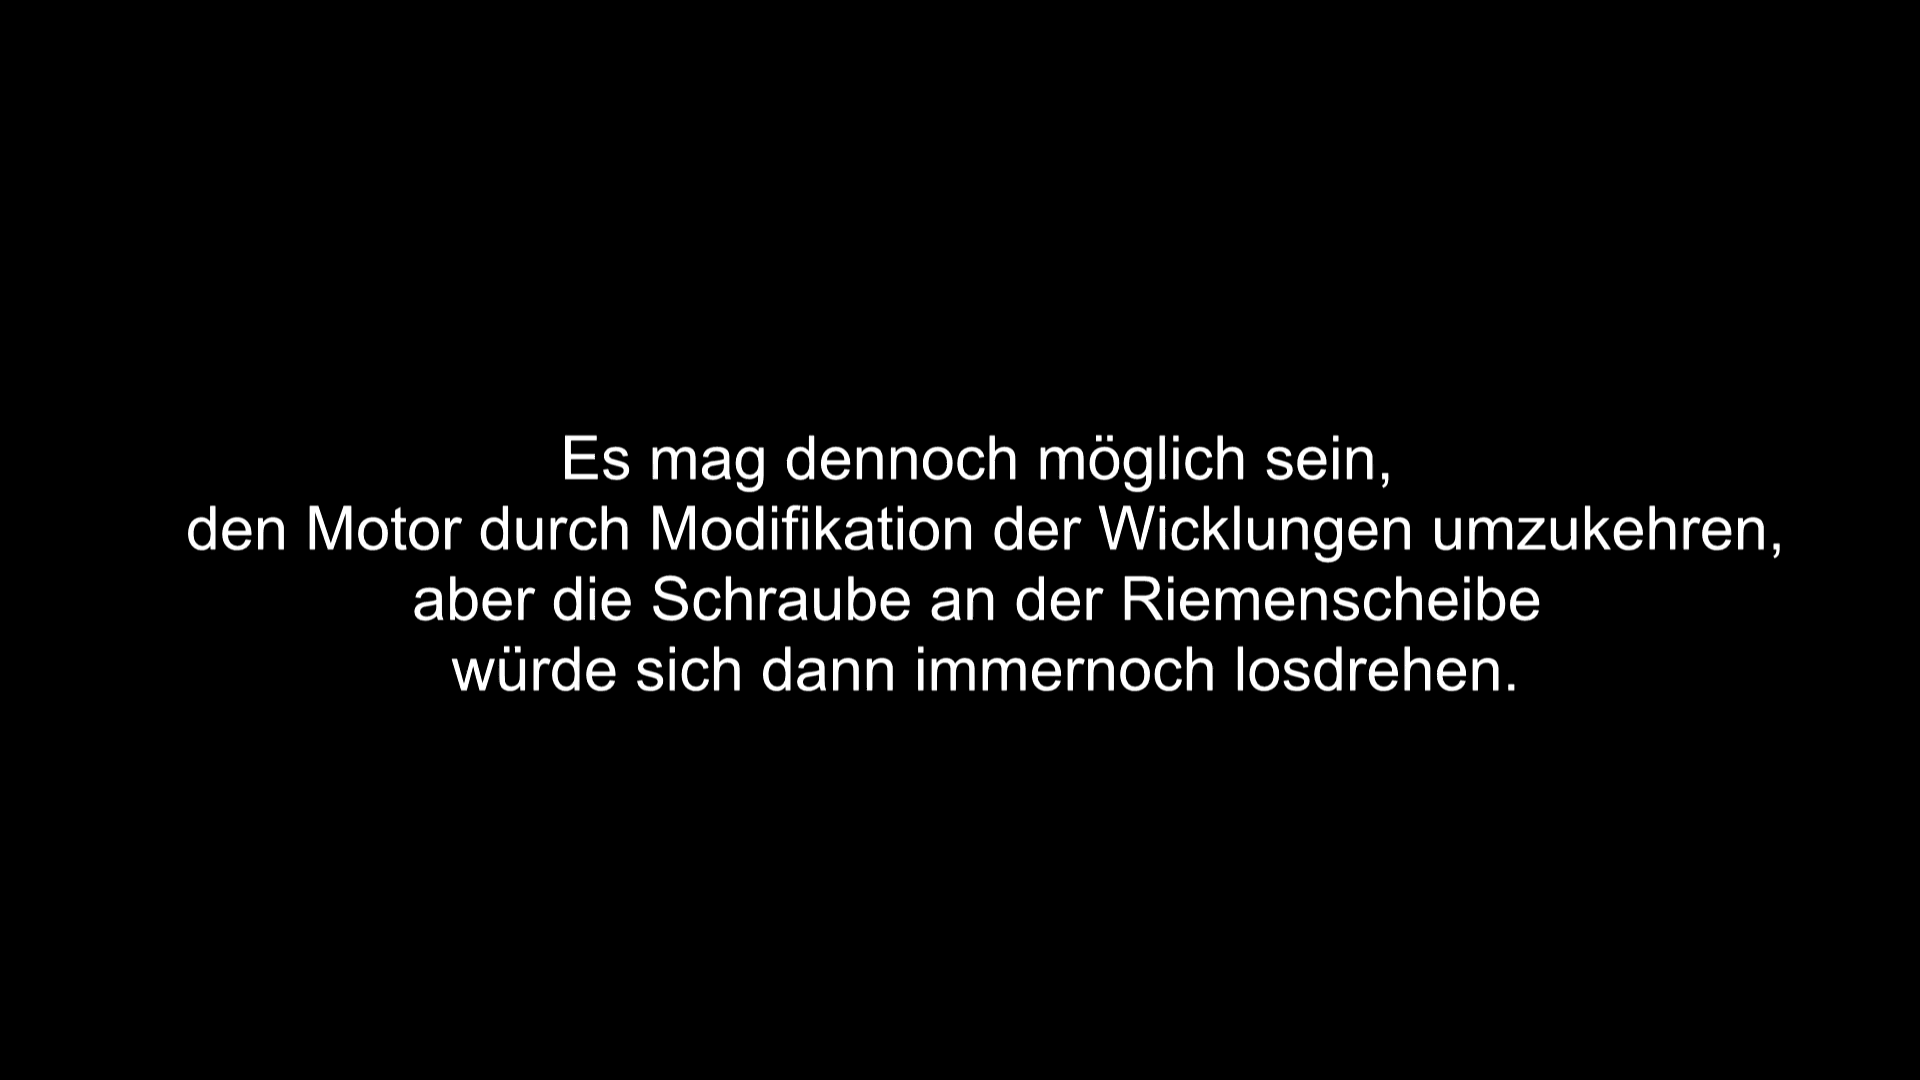 Es mag dennoch möglich sein,
den Motor durch Modifikation der Wicklungen umzukehren,
aber die Schraube an der Riemenscheibe
würde sich dann immernoch losdrehen.